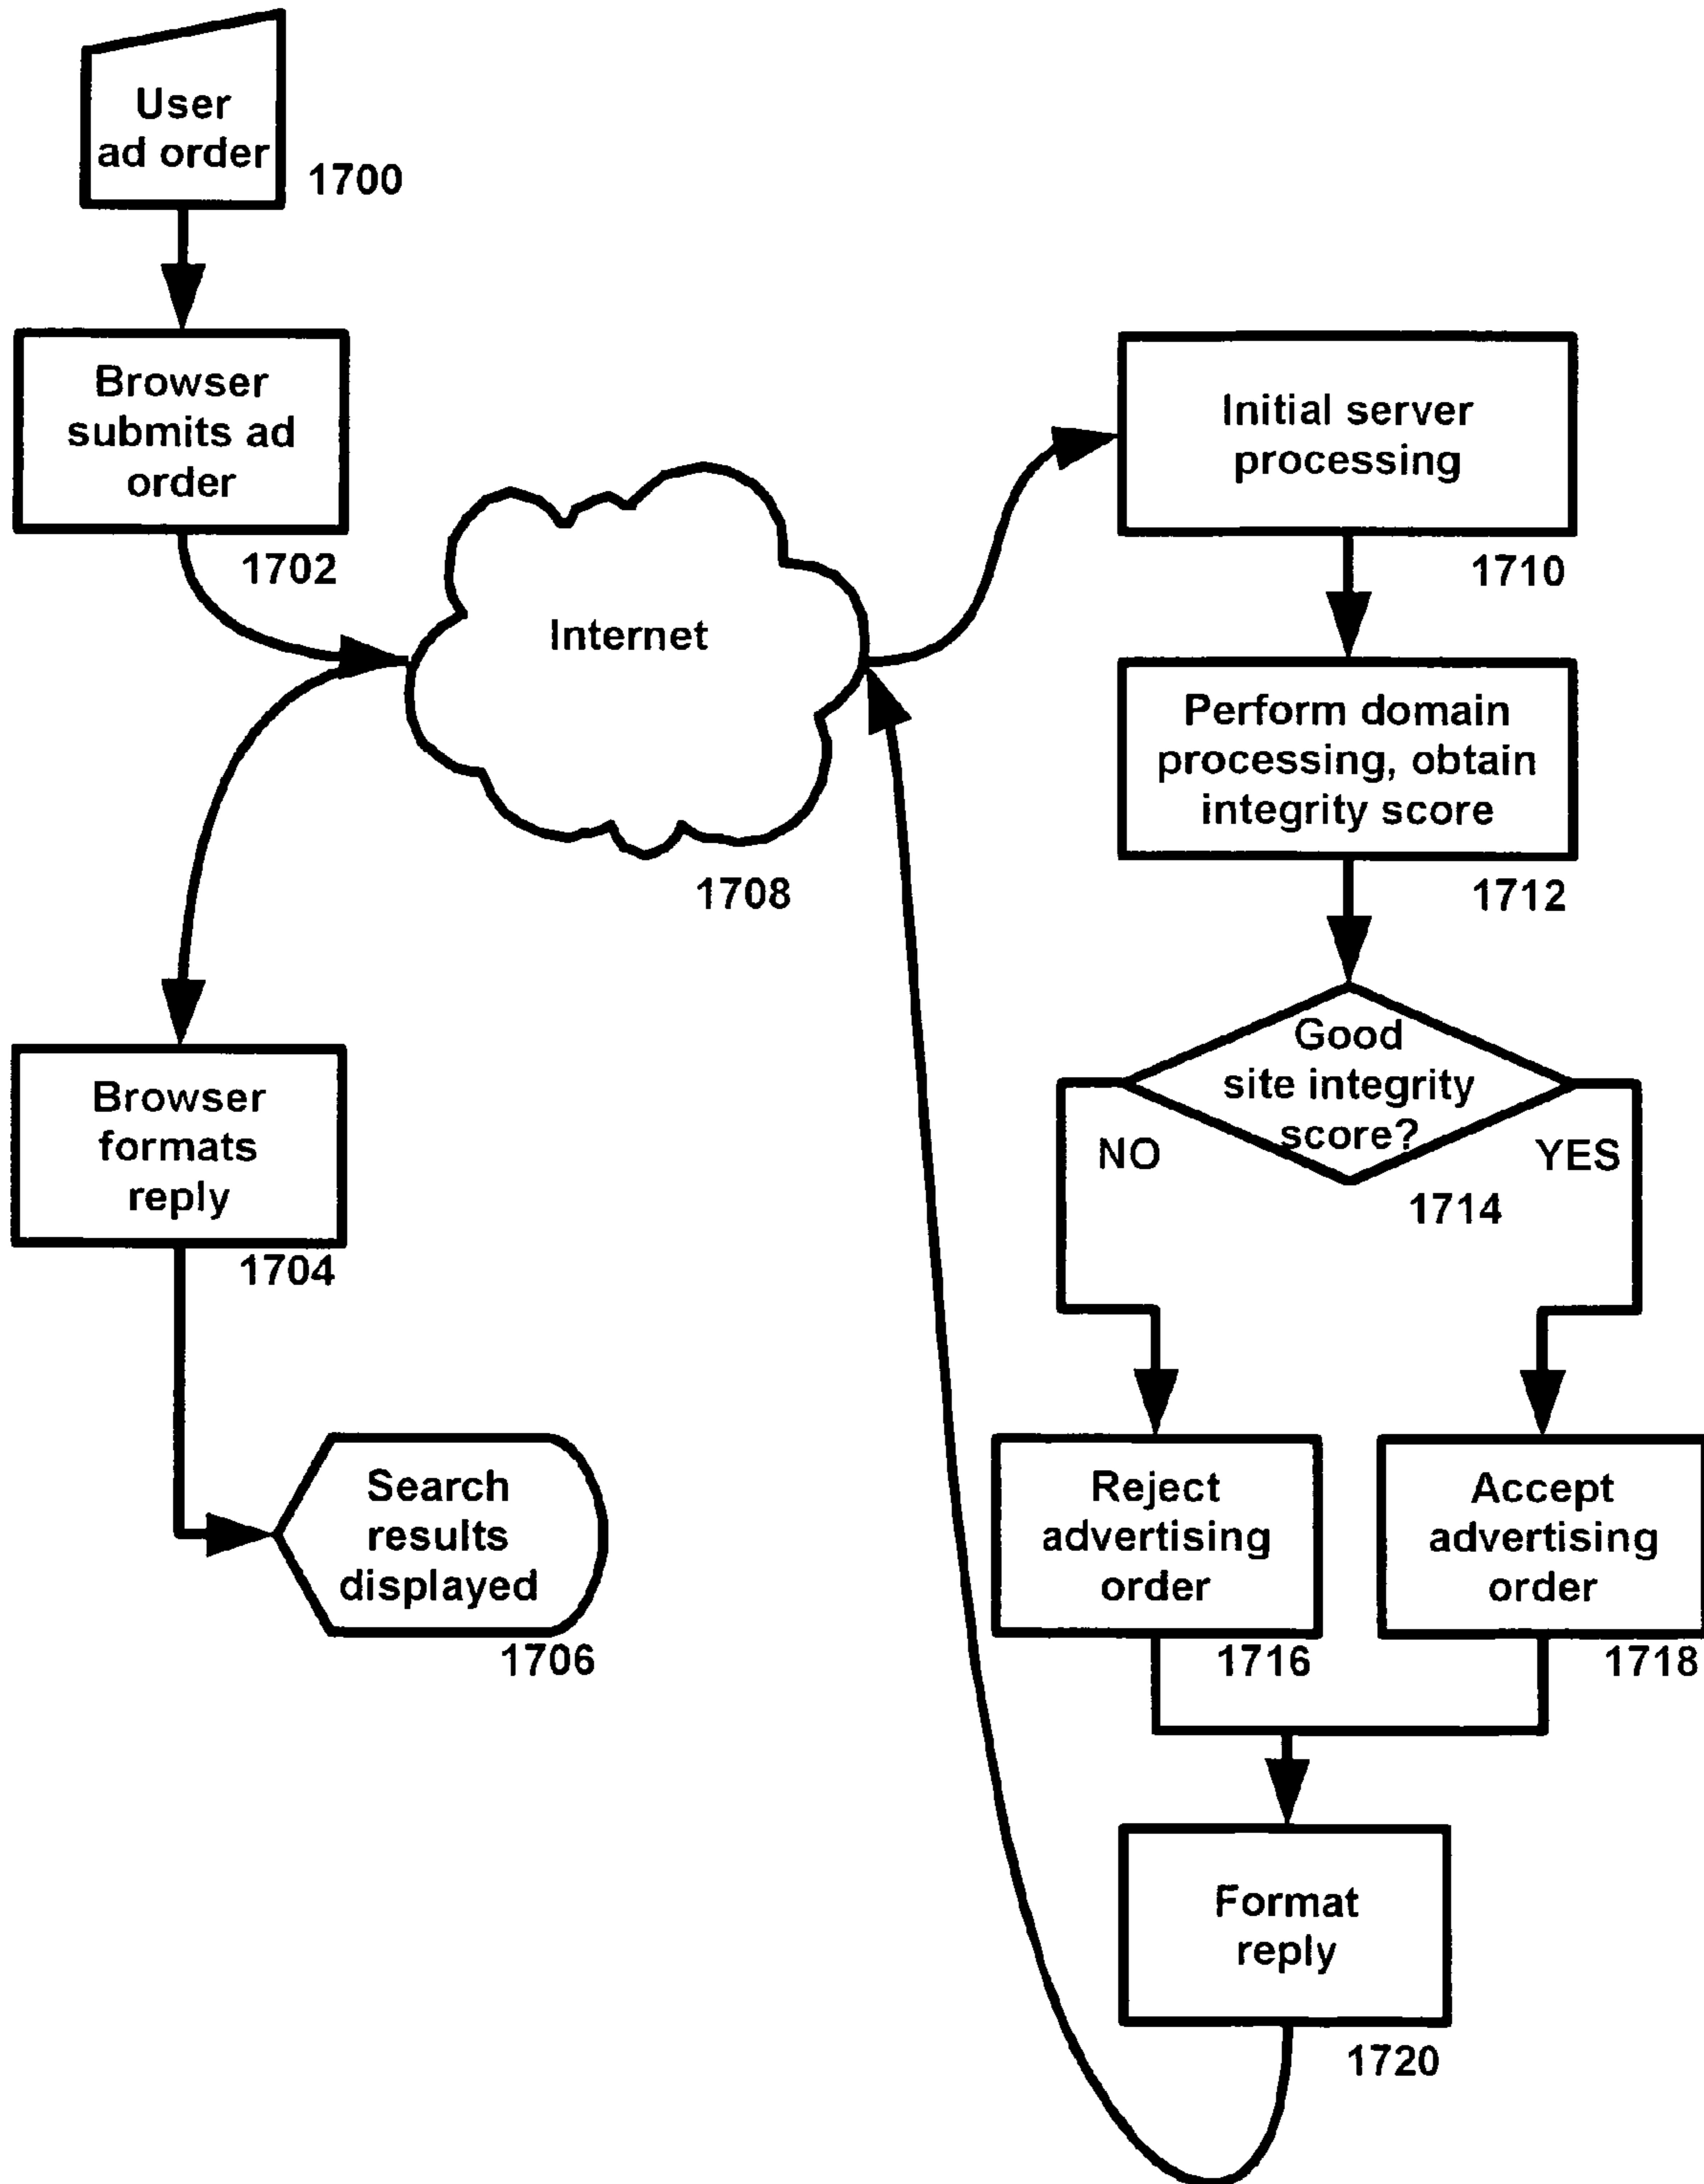 User
ad order
1700
Browser
submits ad
order
1702
Internet
1708
Browser
formats
reply
1704
Search
results
displayed
1706
Initial server
processing
1710
Perform domain
processing, obtain
integrity score
1712
Good
site integrity
score?
NO
YES
1714
Reject
advertising
order
1716
Accept
advertising
order
1718
Format
reply
1720